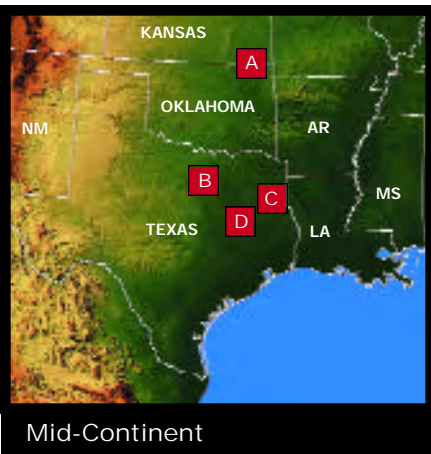 KANSAS
A
OKLAHOMA
NM
AR
B
MS
C
D
TEXAS
LA
Mid-Continent